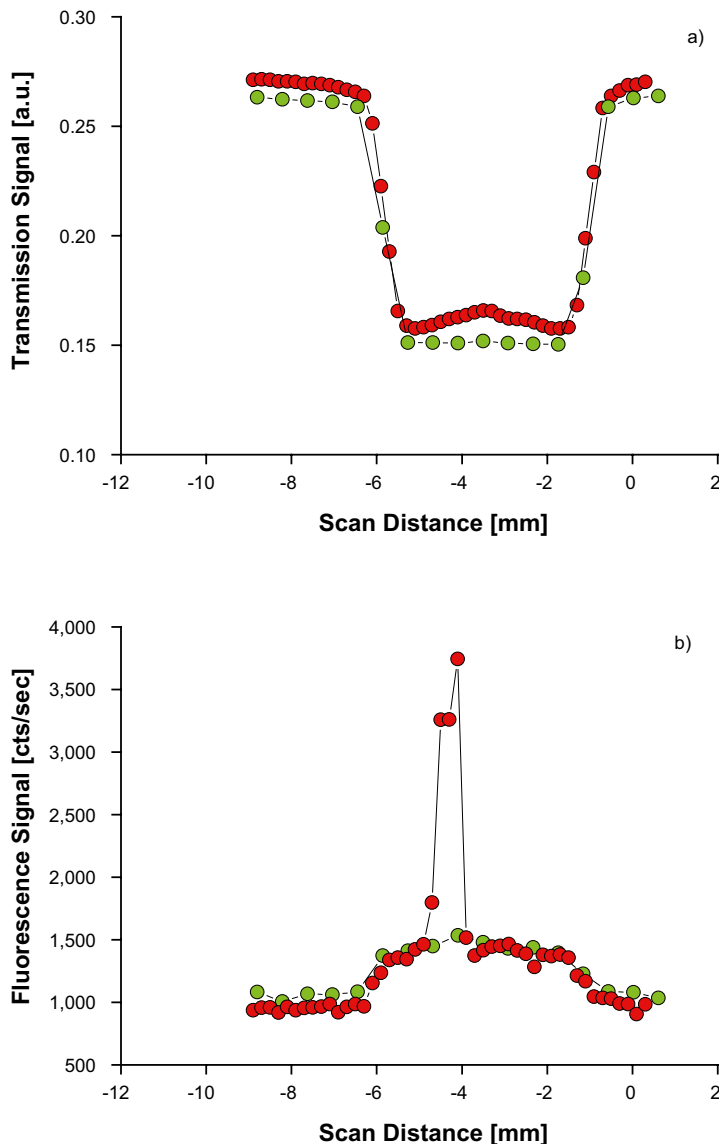 0.30
a)
0.25
0.20
0.15
0.10
Transmission Signal [a.u.]
-12 -10 -8 -6 -4 -2 0 2
Scan Distance [mm]
4,000
b)
3,500
3,000
2,500
2,000
1,500
1,000
500
Fluorescence Signal [cts/sec]
-12 -10 -8 -6 -4 -2 0 2
Scan Distance [mm]